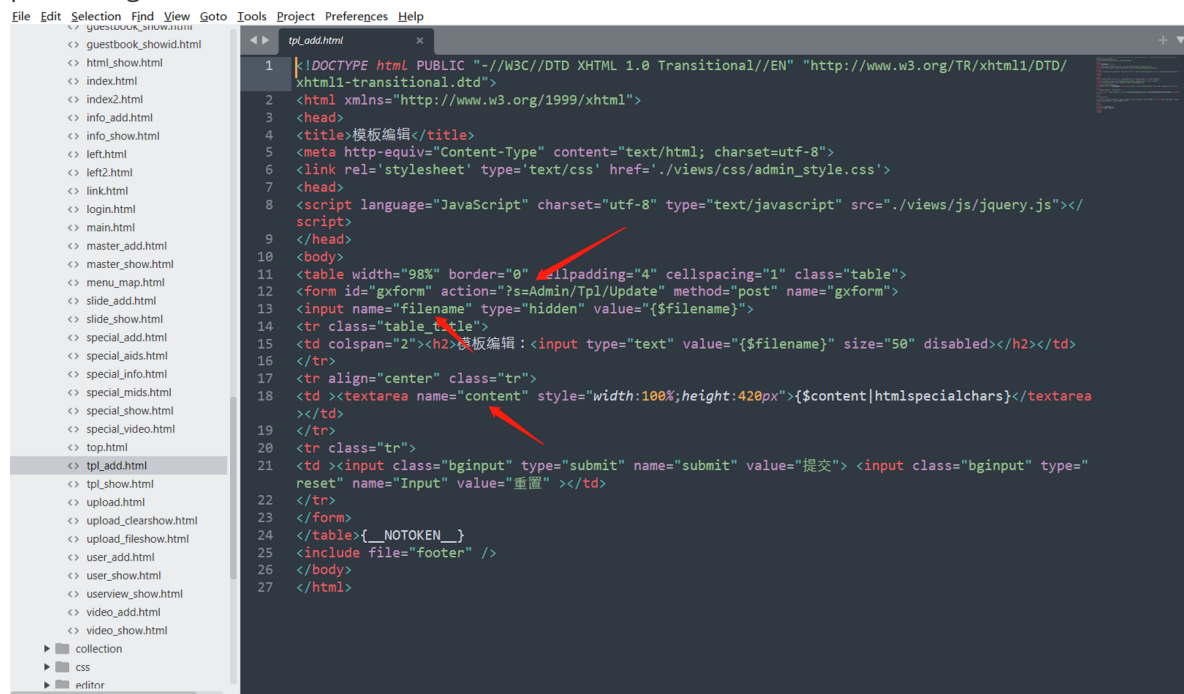 File Edit Selection Find View Goto Tools Project Preferences Help
guestbook_show.html
guestbook_showid.html
html_show.html
index.html
index2.html
info_add.html
info_show.html
left.html
left2.html
link.html
login.html
main.html
master_add.html
master_show.html
menu_map.html
slide_add.html
slide_show.html
special_add.html
special_aids.html
special_info.html
special_mids.html
special_show.html
special_video.html
top.html
tpl_add.html
tpl_show.html
upload.html
upload_clearshow.html
upload_fileshow.html
user_add.html
user_show.html
userview_show.html
video_add.html
video_show.html
collection
css
editor
tpl_add.html ×
1 <!DOCTYPE html PUBLIC "-//W3C//DTD XHTML 1.0 Transitional//EN" "http://www.w3.org/TR/xhtml1/DTD/
xhtml1-transitional.dtd">
2 <html xmlns="http://www.w3.org/1999/xhtml">
3 <head>
4 <title>模板编辑</title>
5 <meta http-equiv="Content-Type" content="text/html; charset=utf-8">
6 <link rel='stylesheet' type='text/css' href='./views/css/admin_style.css'>
7 <head>
8 <script language="JavaScript" charset="utf-8" type="text/javascript" src="./views/js/jquery.js"></
script>
9 </head>
10 <body>
11 <table width="98%" border="0" cellpadding="4" cellspacing="1" class="table">
12 <form id="gxform" action="?s=Admin/Tpl/Update" method="post" name="gxform">
13 <input name="filename" type="hidden" value="{$filename}">
14 <tr class="table_title">
15 <td colspan="2"><h2>模板编辑：<input type="text" value="{$filename}" size="50" disabled></h2></td>
16 </tr>
17 <tr align="center" class="tr">
18 <td ><textarea name="content" style="width:100%;height:420px">{$content|htmlspecialchars}</textarea
></td>
19 </tr>
20 <tr class="tr">
21 <td ><input class="bginput" type="submit" name="submit" value="提交"> <input class="bginput" type="
reset" name="Input" value="重置" ></td>
22 </tr>
23 </form>
24 </table>{__NOTOKEN__}
25 <include file="footer" />
26 </body>
27 </html>